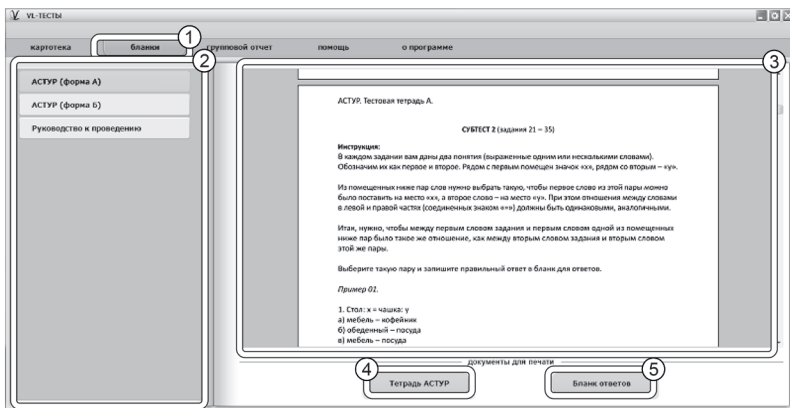 VL-ТЕСТЫ
1
картотека бланки групповой отчет помощь о программе
2
3
АСТУР (форма А)
АСТУР (форма Б)
Руководство к проведению
АСТУР. Тестовая тетрадь А.
СУБТЕСТ 2 (задания 21 – 35)
Инструкция:
В каждом задании вам даны два понятия (выраженные одним или несколькими словами).
Обозначим их как первое и второе. Рядом с первым помещен значок «х», рядом со вторым – «у».
Из помещенных ниже пар слов нужно выбрать такую, чтобы первое слово из этой пары можно
было поставить на место «х», а второе слово – на место «у». При этом отношения между словами
в левой и правой частях (соединенных знаком «=») должны быть одинаковыми, аналогичными.
Итак, нужно, чтобы между первым словом задания и первым словом одной из помещенных
ниже пар было такое же отношение, как между вторым словом задания и вторым словом
этой же пары.
Выберите такую пару и запишите правильный ответ в бланк для ответов.
Пример 01.
1. Стол: х = чашка: у
а) мебель – кофейник
б) обеденный – посуда
в) мебель – посуда
документы для печати
4
5
Тетрадь АСТУР Бланк ответов